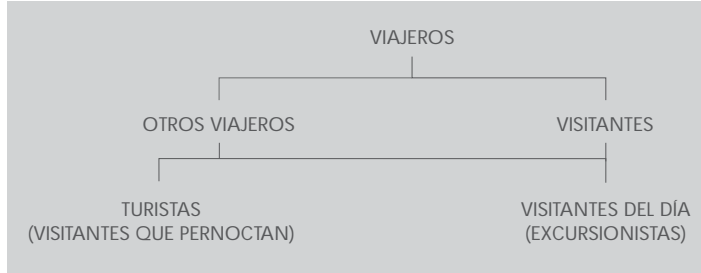 VIAJEROS
OTROS VIAJEROS
VISITANTES
TURISTAS
(VISITANTES QUE PERNOCTAN)
VISITANTES DEL DÍA
(EXCURSIONISTAS)